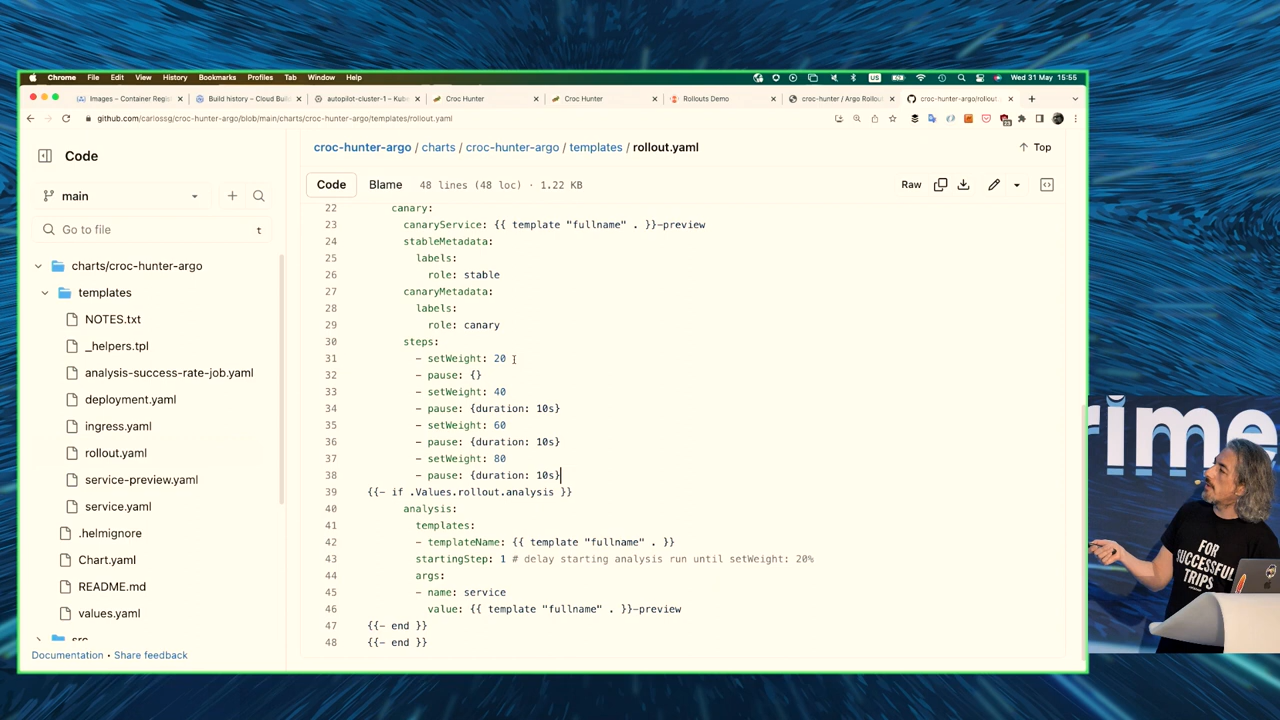 Chrome File Edit View History Bookmarks Profiles Tab Window Help
US Wed 31 May 15:55
Images – Container Regi
Build history – Cloud Buil
autopilot-cluster-1 – Kub
Croc Hunter
Croc Hunter
Rollouts Demo
croc-hunter / Argo Rollout
croc-hunter-argo/rollout.
github.com/carlossg/croc-hunter-argo/blob/main/charts/croc-hunter-argo/templates/rollout.yaml
Code
main
Go to file t
charts/croc-hunter-argo
templates
NOTES.txt
_helpers.tpl
analysis-success-rate-job.yaml
deployment.yaml
ingress.yaml
rollout.yaml
service-preview.yaml
service.yaml
.helmignore
Chart.yaml
README.md
values.yaml
src
Documentation • Share feedback
croc-hunter-argo / charts / croc-hunter-argo / templates / rollout.yaml
Top
Code Blame 48 lines (48 loc) · 1.22 KB Raw
22 canary:
23 canaryService: {{ template "fullname" . }}-preview
24 stableMetadata:
25 labels:
26 role: stable
27 canaryMetadata:
28 labels:
29 role: canary
30 steps:
31 - setWeight: 20
32 - pause: {}
33 - setWeight: 40
34 - pause: {duration: 10s}
35 - setWeight: 60
36 - pause: {duration: 10s}
37 - setWeight: 80
38 - pause: {duration: 10s}
39 {{- if .Values.rollout.analysis }}
40 analysis:
41 templates:
42 - templateName: {{ template "fullname" . }}
43 startingStep: 1 # delay starting analysis run until setWeight: 20%
44 args:
45 - name: service
46 value: {{ template "fullname" . }}-preview
47 {{- end }}
48 {{- end }}
rime
FOR
SUCCESSFUL
TRIPS